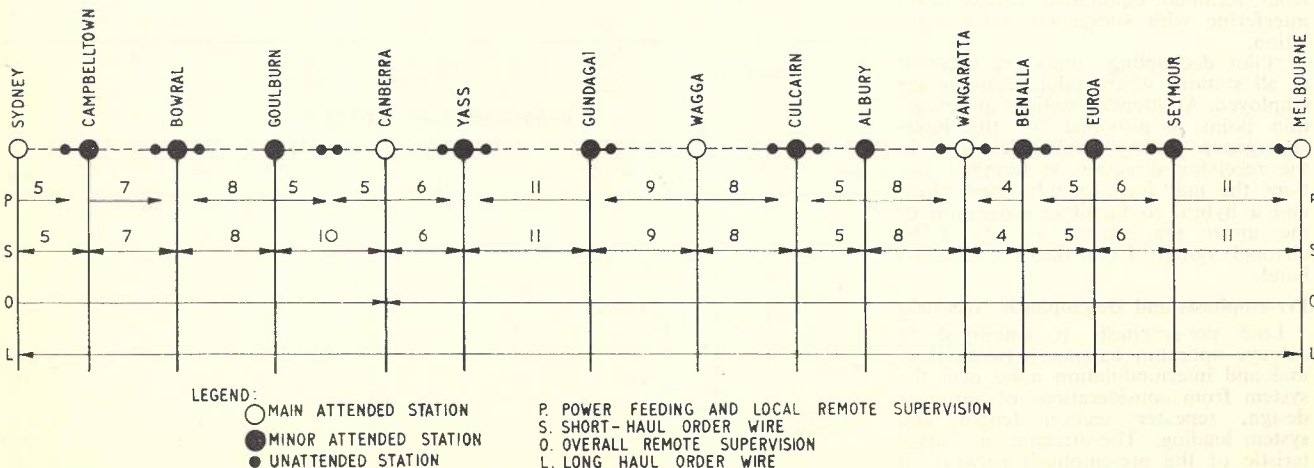 SYDNEY
CAMPBELLTOWN
BOWRAL
GOULBURN
CANBERRA
YASS
GUNDAGAI
WAGGA
CULCAIRN
ALBURY
WANGARATTA
BENALLA
EUROA
SEYMOUR
MELBOURNE
P 5 7 8 5 5 6 11 9 8 5 8 4 5 6 11 P
S 5 7 8 10 6 11 9 8 5 8 4 5 6 11 S
O O
L L
LEGEND:
MAIN ATTENDED STATION
MINOR ATTENDED STATION
UNATTENDED STATION
P. POWER FEEDING AND LOCAL REMOTE SUPERVISION
S. SHORT-HAUL ORDER WIRE
O. OVERALL REMOTE SUPERVISION
L. LONG HAUL ORDER WIRE